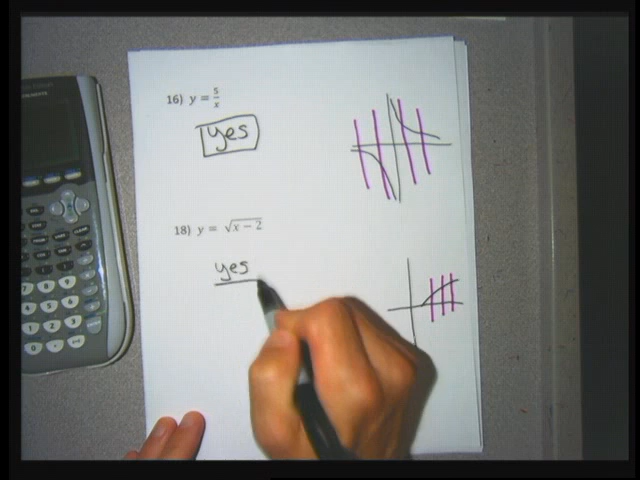 16) y = 5/x
yes
18) y = √x − 2
yes